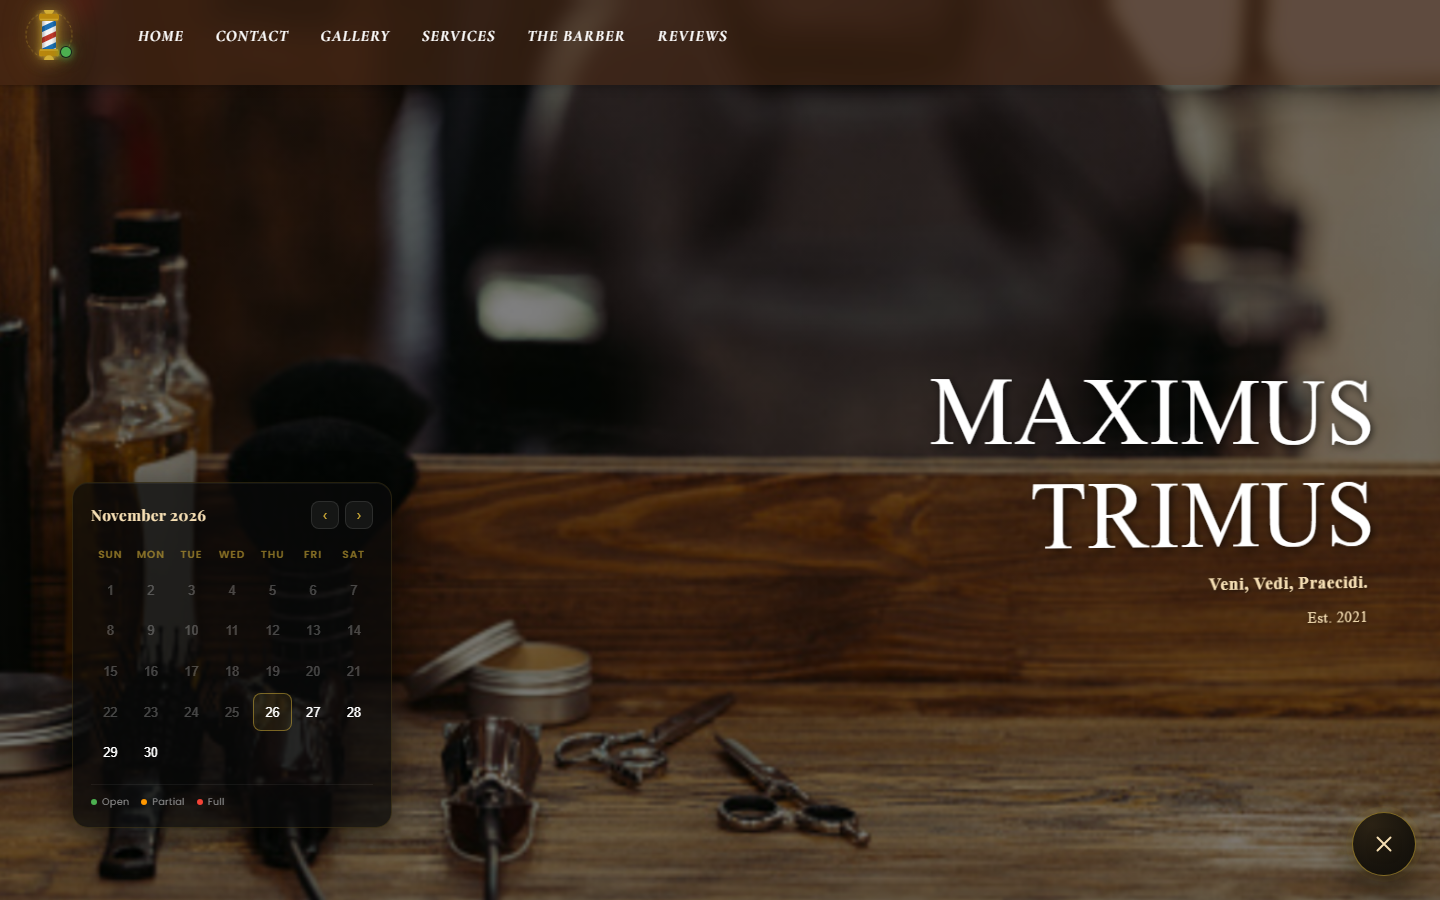 HOME CONTACT GALLERY SERVICES THE BARBER REVIEWS
MAXIMUS
TRIMUS
Veni, Vedi, Praecidi.
Est. 2021
November 2026 ‹ ›
SUN MON TUE WED THU FRI SAT
1 2 3 4 5 6 7
8 9 10 11 12 13 14
15 16 17 18 19 20 21
22 23 24 25 26 27 28
29 30
Open Partial Full